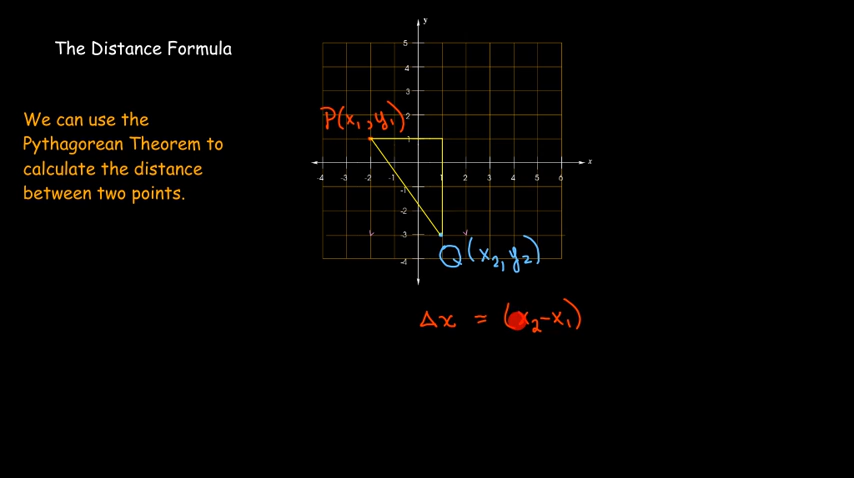 The Distance Formula
We can use the
Pythagorean Theorem to
calculate the distance
between two points.
y
5
4
3
2
P(x₁, y₁)
1
x
-4 -3 -2 -1 1 2 3 4 5 6
-1
-2
-3
-4
Q(x₂, y₂)
Δx = (x₂-x₁)